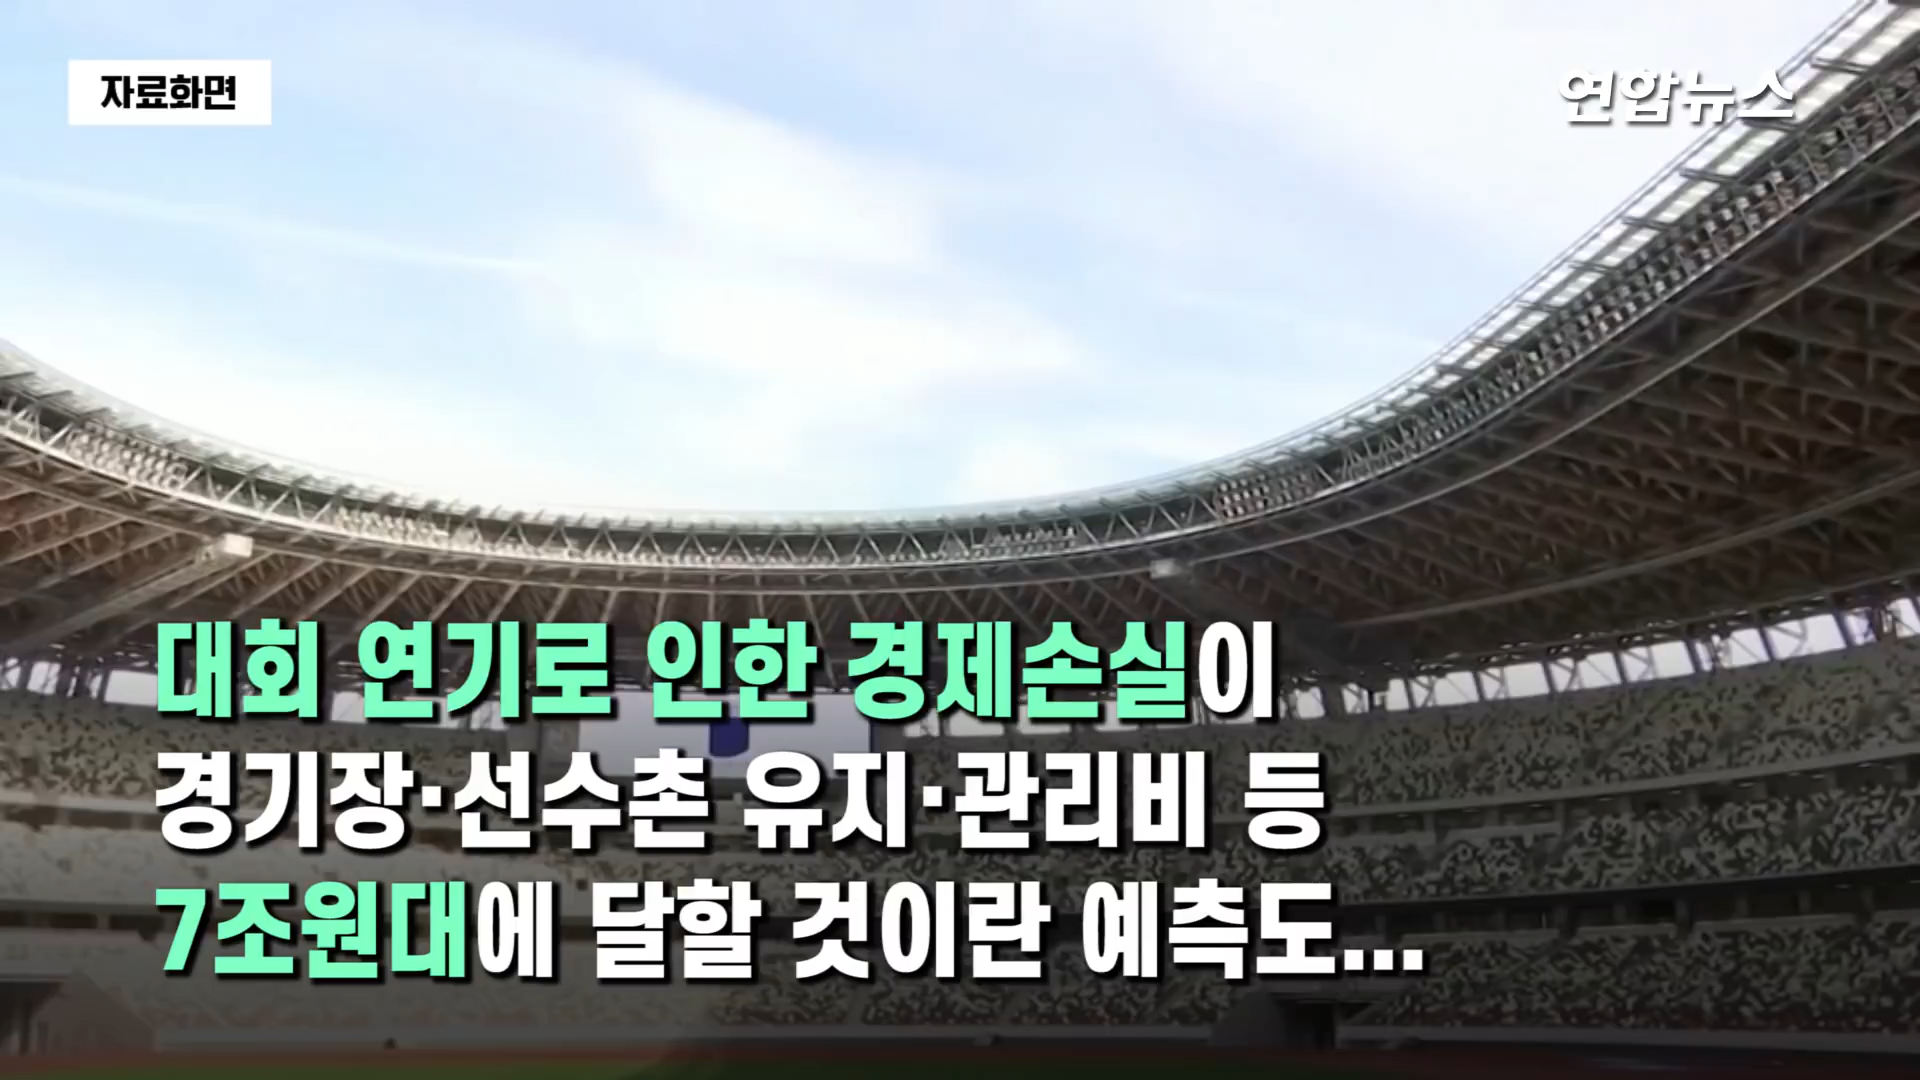 자료화면
연합뉴스
대회 연기로 인한 경제손실이
경기장·선수촌 유지·관리비 등
7조원대에 달할 것이란 예측도...